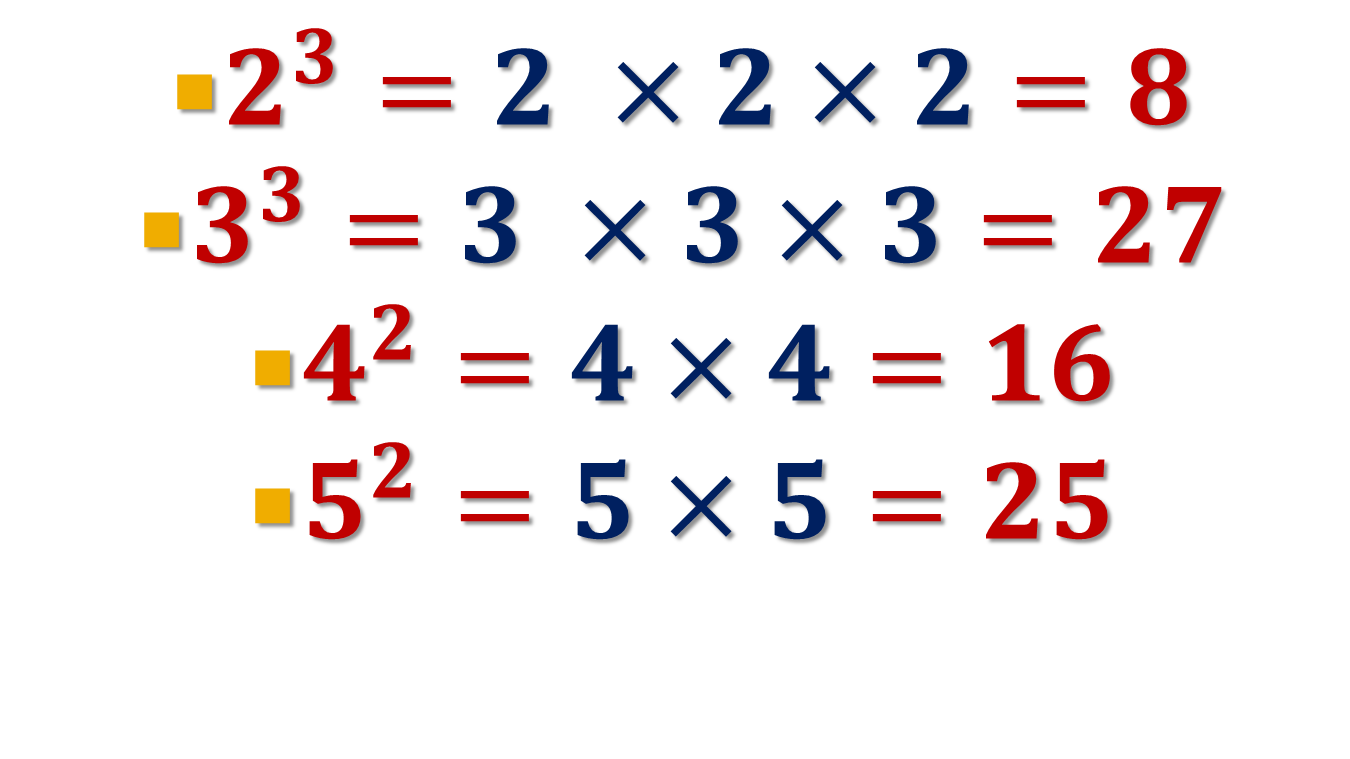 ▪2³ = 2 × 2 × 2 = 8
▪3³ = 3 × 3 × 3 = 27
▪4² = 4 × 4 = 16
▪5² = 5 × 5 = 25